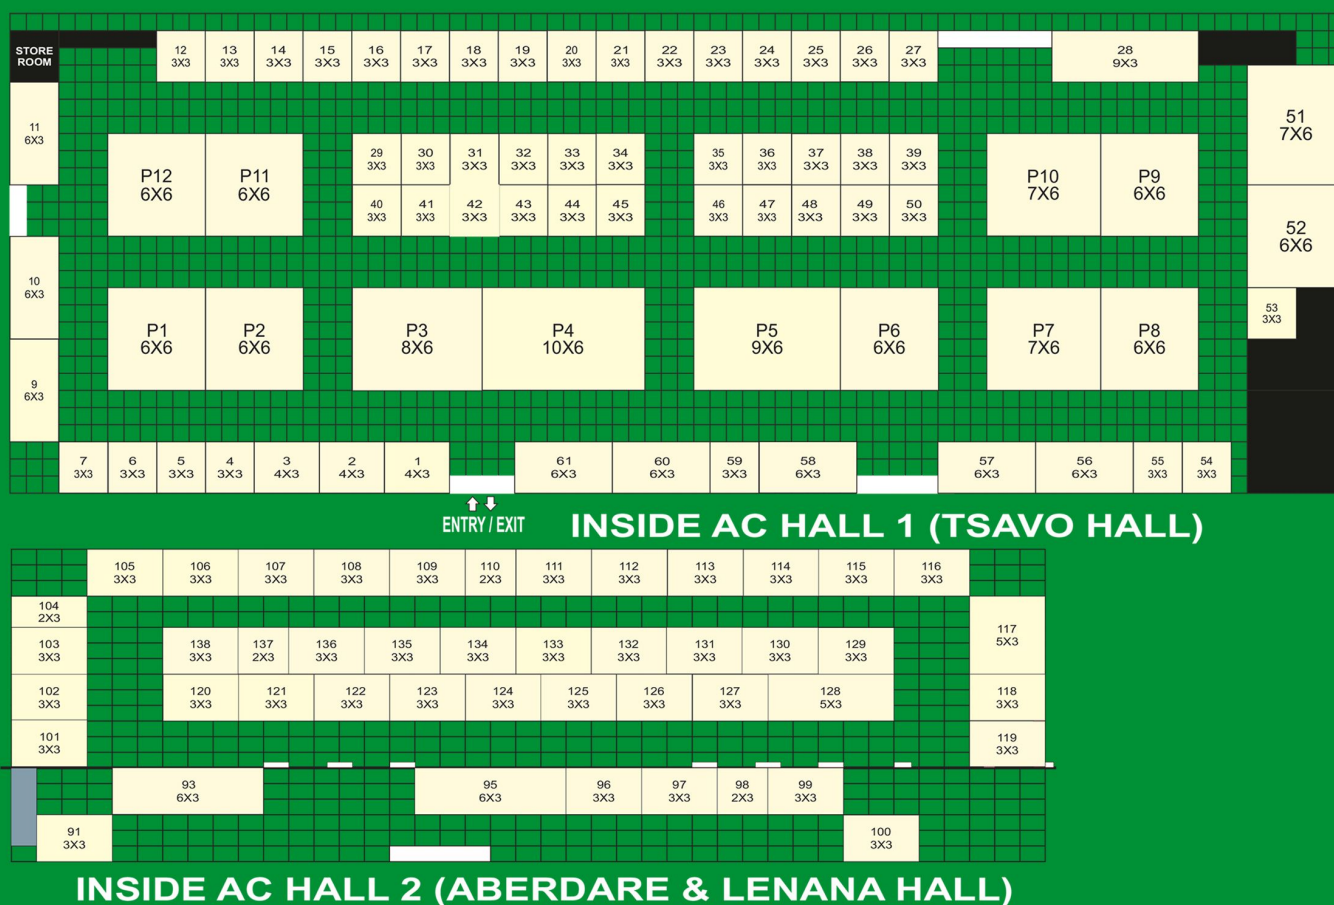 STORE
ROOM
12
3X3
13
3X3
14
3X3
15
3X3
16
3X3
17
3X3
18
3X3
19
3X3
20
3X3
21
3X3
22
3X3
23
3X3
24
3X3
25
3X3
26
3X3
27
3X3
28
9X3
11
6X3
51
7X6
P12
6X6
P11
6X6
29
3X3
30
3X3
31
3X3
32
3X3
33
3X3
34
3X3
35
3X3
36
3X3
37
3X3
38
3X3
39
3X3
P10
7X6
P9
6X6
40
3X3
41
3X3
42
3X3
43
3X3
44
3X3
45
3X3
46
3X3
47
3X3
48
3X3
49
3X3
50
3X3
52
6X6
10
6X3
53
3X3
P1
6X6
P2
6X6
P3
8X6
P4
10X6
P5
9X6
P6
6X6
P7
7X6
P8
6X6
9
6X3
7
3X3
6
3X3
5
3X3
4
3X3
3
4X3
2
4X3
1
4X3
61
6X3
60
6X3
59
3X3
58
6X3
57
6X3
56
6X3
55
3X3
54
3X3
ENTRY / EXIT
INSIDE AC HALL 1 (TSAVO HALL)
105
3X3
106
3X3
107
3X3
108
3X3
109
3X3
110
2X3
111
3X3
112
3X3
113
3X3
114
3X3
115
3X3
116
3X3
104
2X3
103
3X3
138
3X3
137
2X3
136
3X3
135
3X3
134
3X3
133
3X3
132
3X3
131
3X3
130
3X3
129
3X3
117
5X3
102
3X3
120
3X3
121
3X3
122
3X3
123
3X3
124
3X3
125
3X3
126
3X3
127
3X3
128
5X3
118
3X3
101
3X3
119
3X3
93
6X3
95
6X3
96
3X3
97
3X3
98
2X3
99
3X3
91
3X3
100
3X3
INSIDE AC HALL 2 (ABERDARE & LENANA HALL)